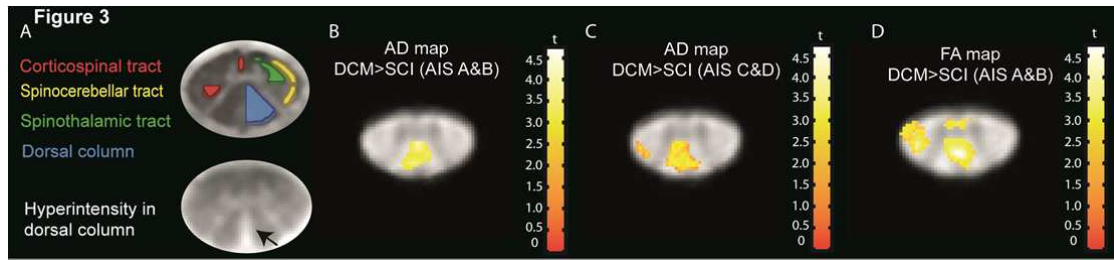 Figure 3
A
Corticospinal tract
Spinocerebellar tract
Spinothalamic tract
Dorsal column
Hyperintensity in
dorsal column
B
AD map
DCM>SCI (AIS A&B)
t
4.5
4.0
3.5
3.0
2.5
2.0
1.5
1.0
0.5
0
C
AD map
DCM>SCI (AIS C&D)
t
4.5
4.0
3.5
3.0
2.5
2.0
1.5
1.0
0.5
0
D
FA map
DCM>SCI (AIS A&B)
t
4.5
4.0
3.5
3.0
2.5
2.0
1.5
1.0
0.5
0